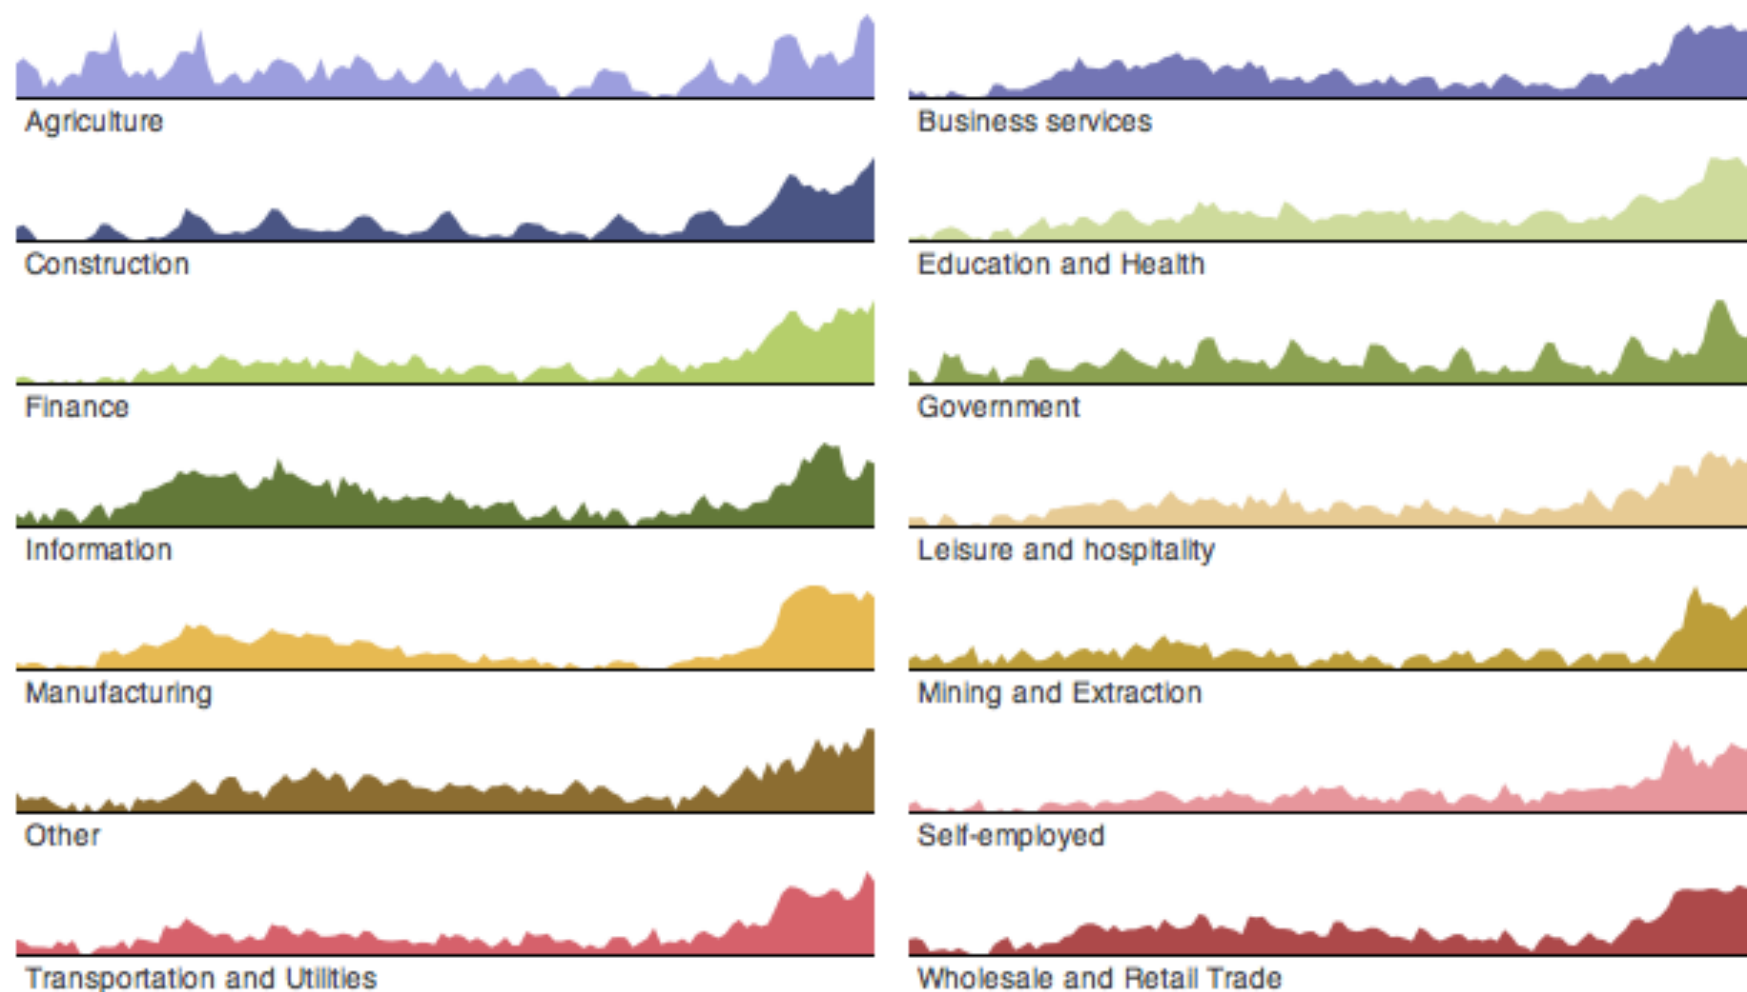 Agriculture
Business services
Construction
Education and Health
Finance
Government
Information
Leisure and hospitality
Manufacturing
Mining and Extraction
Other
Self-employed
Transportation and Utilities
Wholesale and Retail Trade